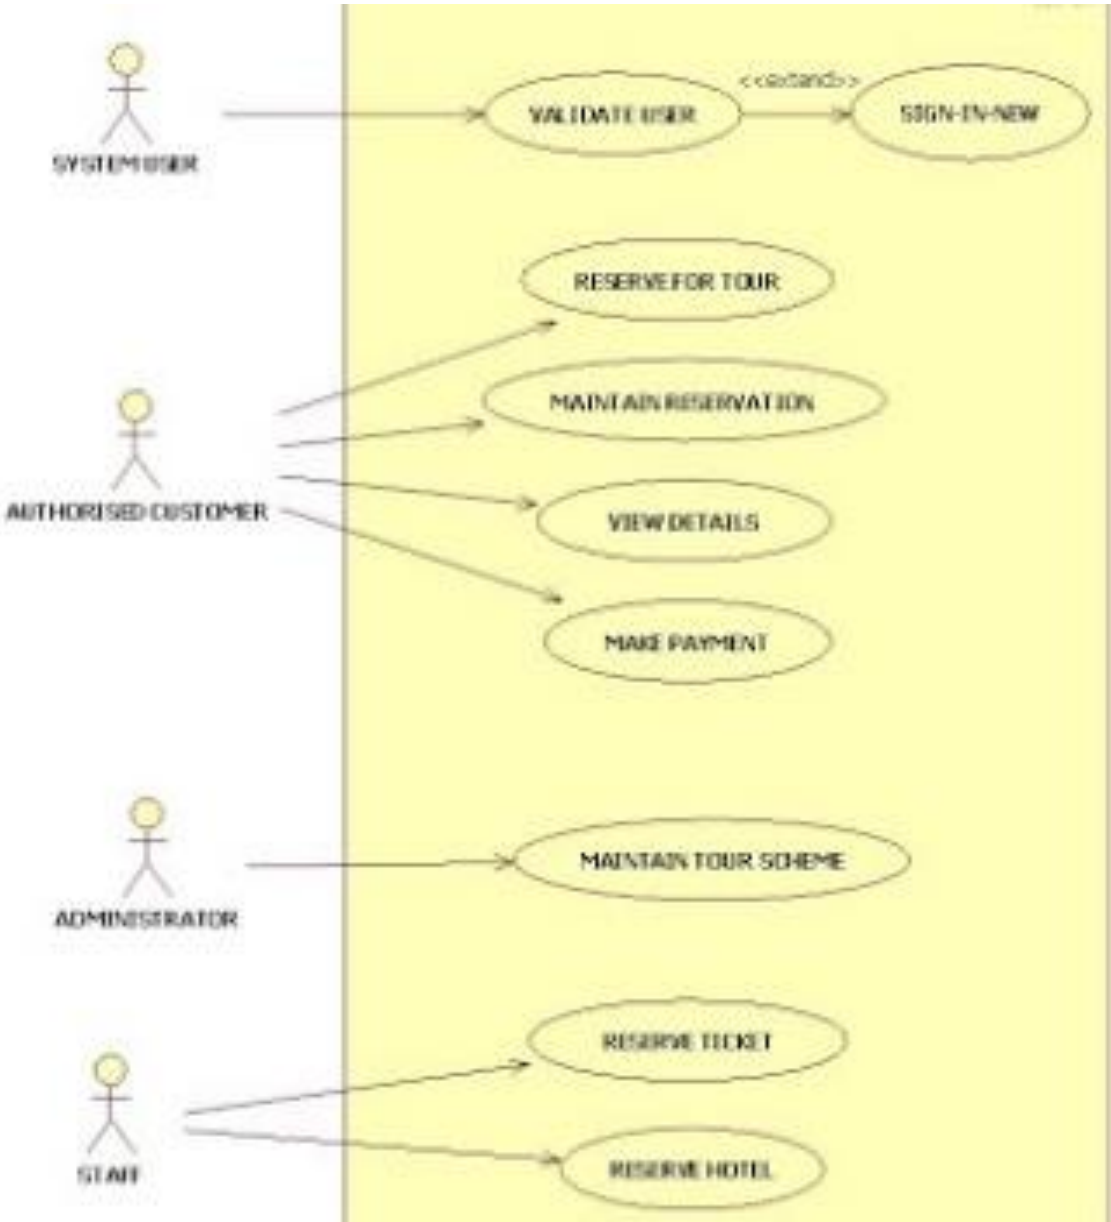 <<extend>>
VALIDATE USER
SIGN-IN-NEW
SYSTEM USER
RESERVE FOR TOUR
MAINTAIN RESERVATION
VIEW DETAILS
AUTHORISED CUSTOMER
MAKE PAYMENT
MAINTAIN TOUR SCHEME
ADMINISTRATOR
RESERVE TICKET
RESERVE HOTEL
STAFF